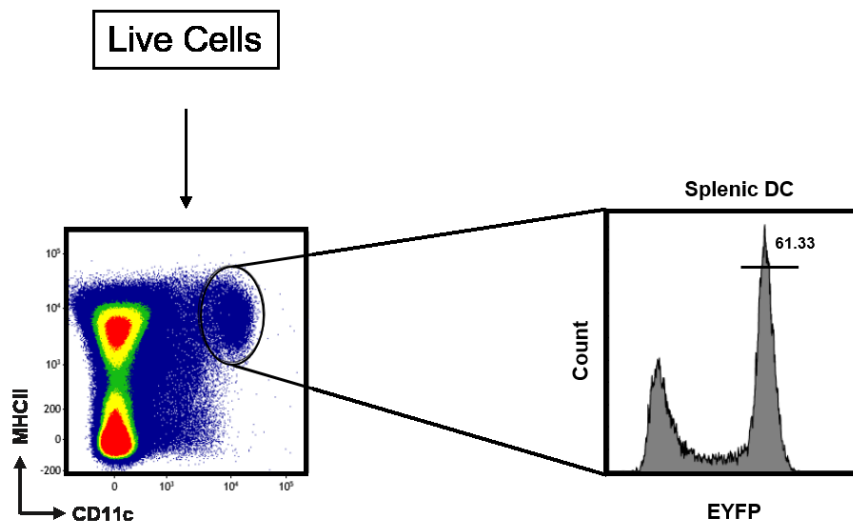 Live Cells
Splenic DC
61.33
Count
EYFP
MHCII
10⁵
10⁴
10³
200
0
-200
0
10³
10⁴
10⁵
CD11c